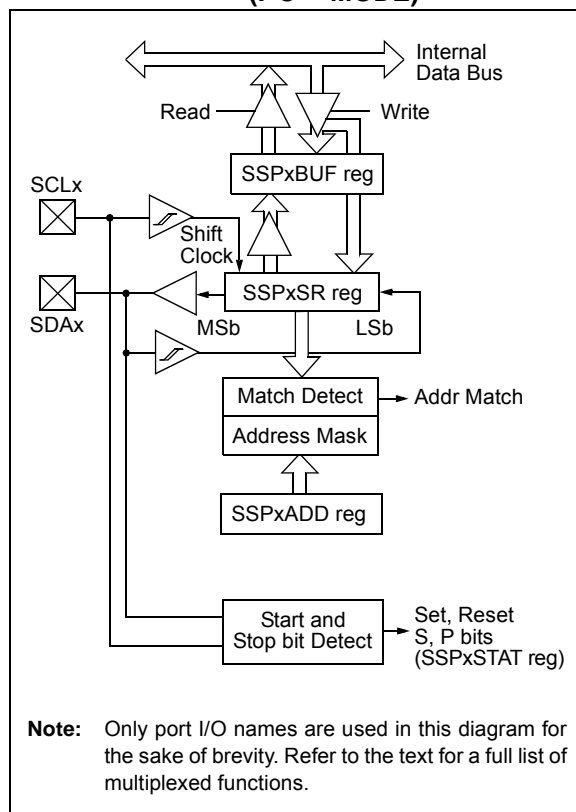 Internal
Data Bus
Read
Write
SSPxBUF reg
SCLx
Shift
Clock
SSPxSR reg
SDAx
MSb
LSb
Match Detect
Addr Match
Address Mask
SSPxADD reg
Start and
Stop bit Detect
Set, Reset
S, P bits
(SSPxSTAT reg)
Note: Only port I/O names are used in this diagram for
the sake of brevity. Refer to the text for a full list of
multiplexed functions.